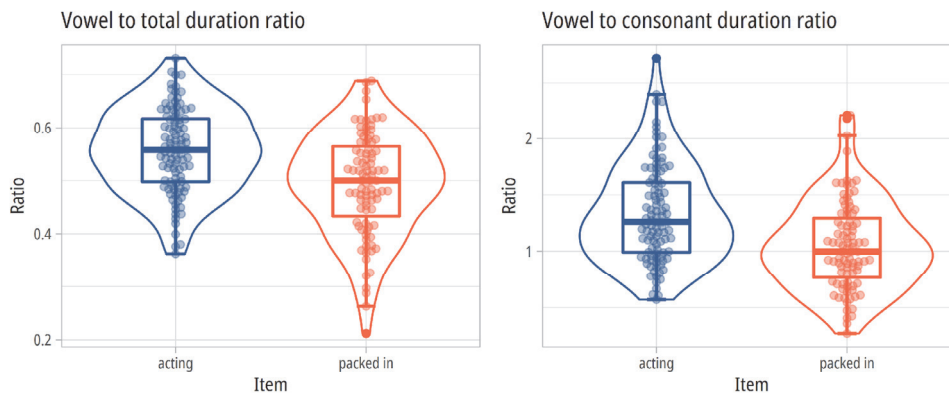 Vowel to total duration ratio
Ratio
0.6
0.4
0.2
acting
packed in
Item
Vowel to consonant duration ratio
Ratio
2
1
acting
packed in
Item